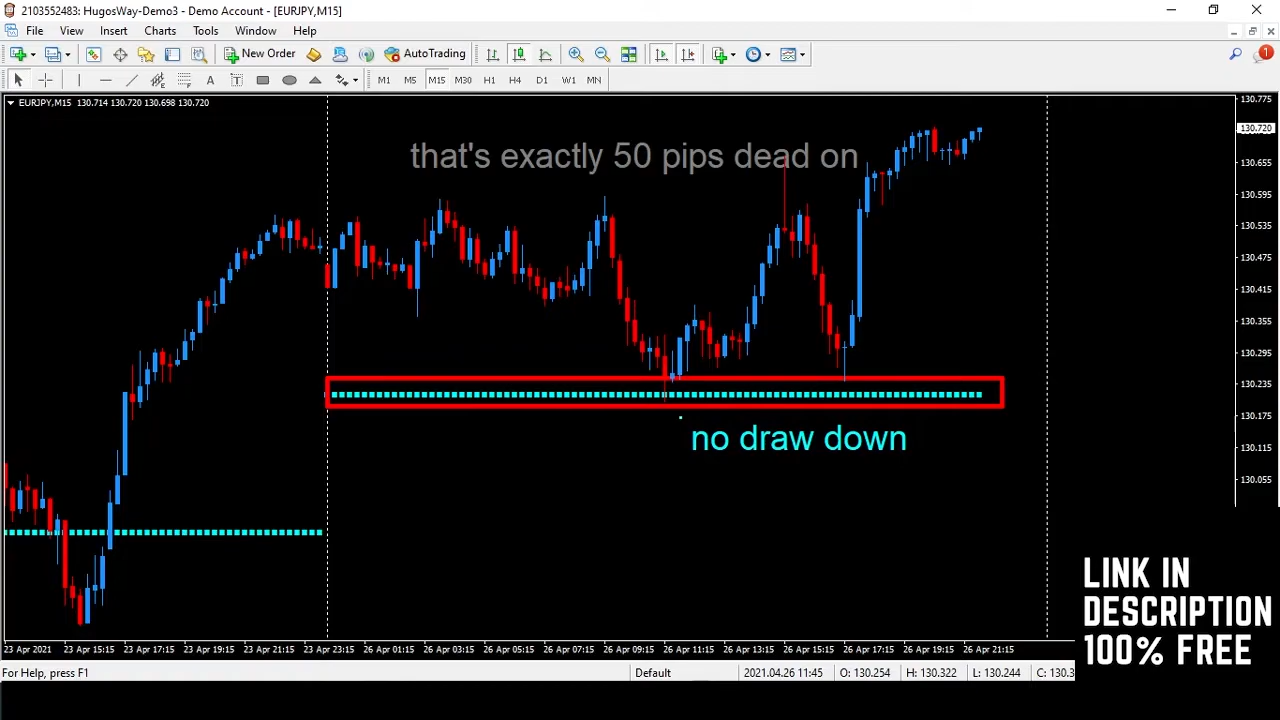 2103552483: HugosWay-Demo3 - Demo Account - [EURJPY,M15]
File View Insert Charts Tools Window Help
New Order AutoTrading 1
A T M1 M5 M15 M30 H1 H4 D1 W1 MN
EURJPY,M15 130.714 130.720 130.698 130.720
that's exactly 50 pips dead on
no draw down
130.775
130.720
130.655
130.595
130.535
130.475
130.415
130.355
130.295
130.235
130.175
130.115
130.055
LINK IN
DESCRIPTION
100% FREE
23 Apr 2021 23 Apr 15:15 23 Apr 17:15 23 Apr 19:15 23 Apr 21:15 23 Apr 23:15 26 Apr 01:15 26 Apr 03:15 26 Apr 05:15 26 Apr 07:15 26 Apr 09:15 26 Apr 11:15 26 Apr 13:15 26 Apr 15:15 26 Apr 17:15 26 Apr 19:15 26 Apr 21:15
For Help, press F1 Default 2021.04.26 11:45 O: 130.254 H: 130.322 L: 130.244 C: 130.3